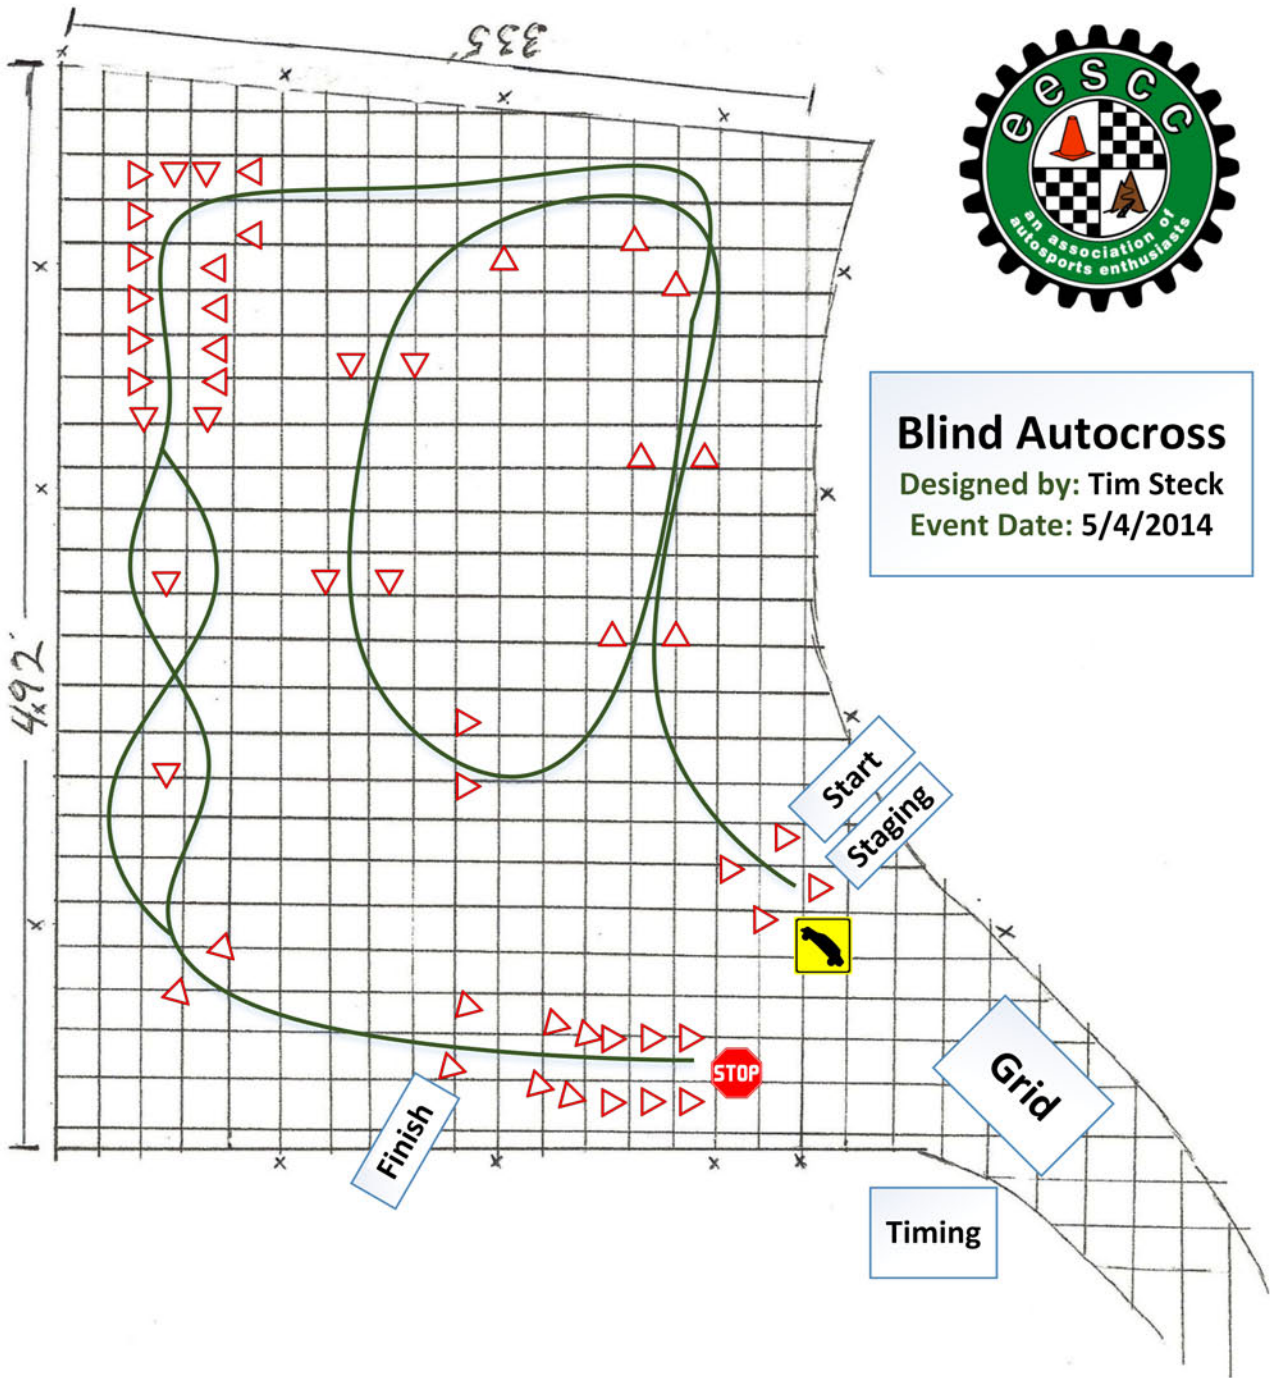 335'
eescc
an association of
autosports enthusiasts
Blind Autocross
Designed by: Tim Steck
Event Date: 5/4/2014
492'
Start
Staging
STOP
Grid
Finish
Timing